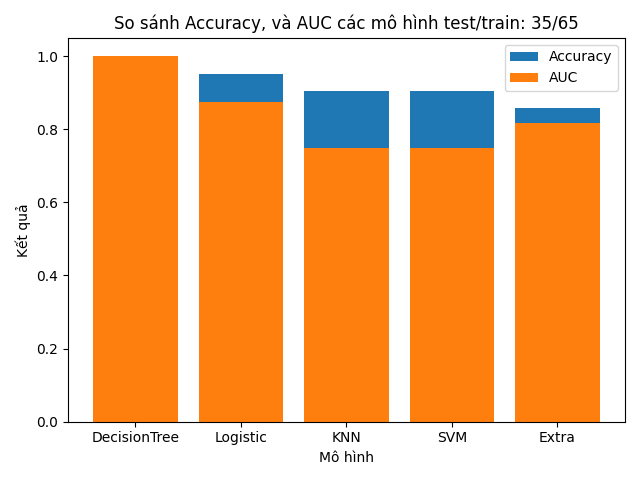 So sánh Accuracy, và AUC các mô hình test/train: 35/65
Accuracy
AUC
Kết quả
1.0
0.8
0.6
0.4
0.2
0.0
DecisionTree
Logistic
KNN
SVM
Extra
Mô hình